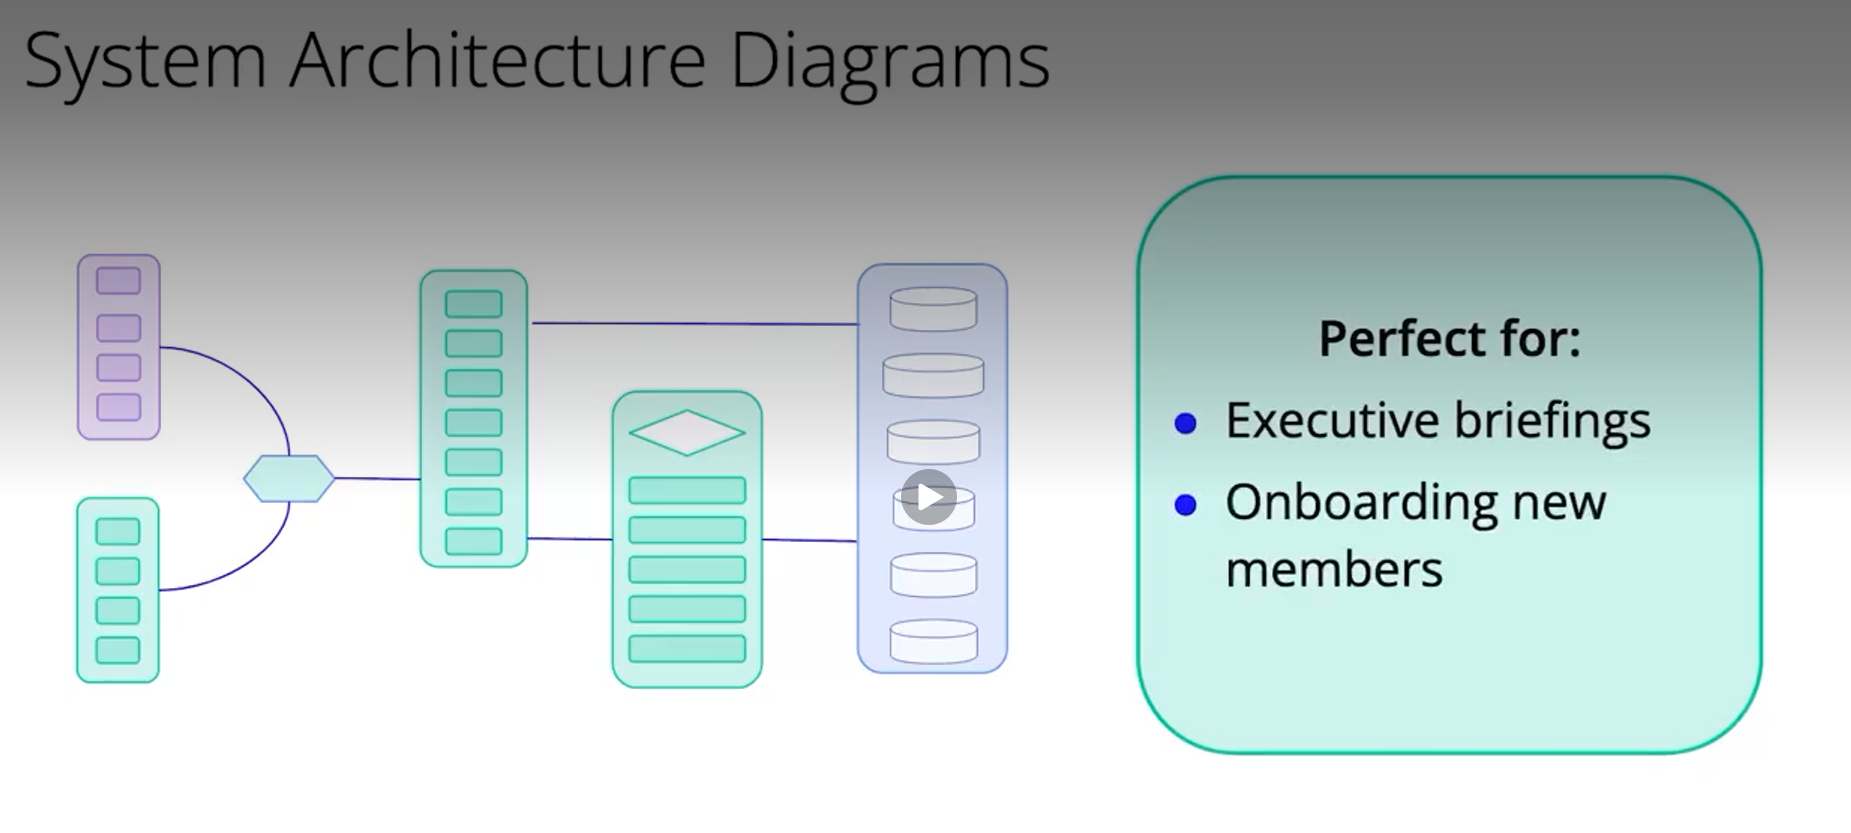 System Architecture Diagrams
Perfect for:
Executive briefings
Onboarding new
members